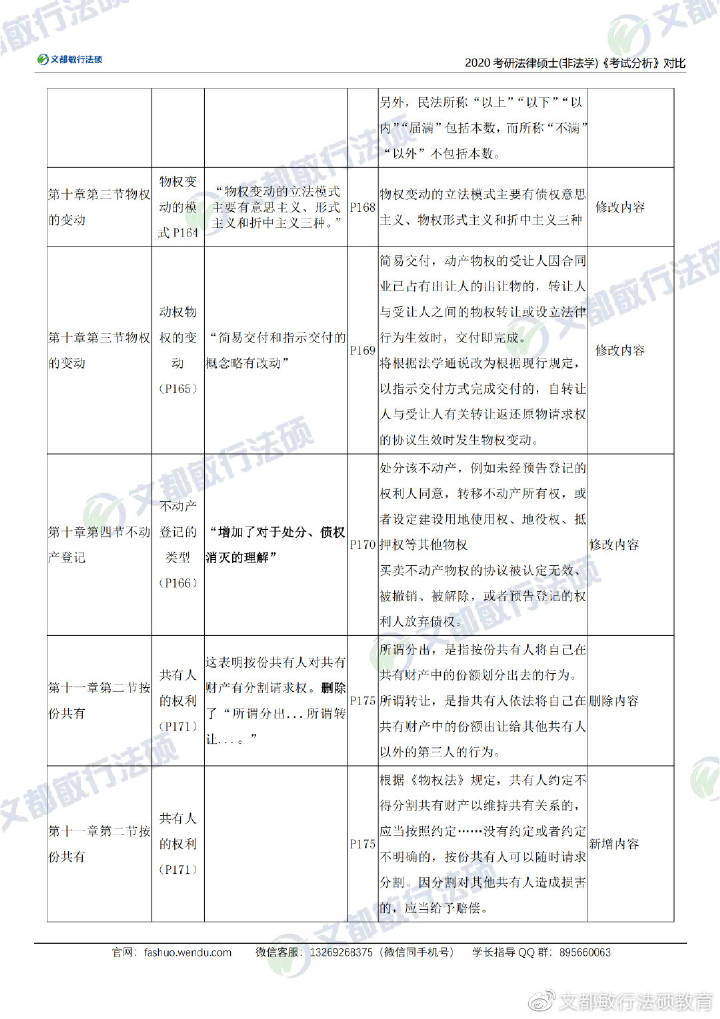 文都敏行法硕
2020 考研法律硕士(非法学)《考试分析》对比
另外，民法所称“以上”“以下”“以
内”“届满”包括本数，而所称“不满”
“以外”不包括本数。
第十章第三节物权
的变动
物权变
动的模
式 P164
“物权变动的立法模式
主要有意思主义、形式
主义和折中主义三种。”
P168
物权变动的立法模式主要有债权意思
主义、物权形式主义和折中主义三种
修改内容
第十章第三节物权
的变动
动权物
权的变
动
（P165）
“简易交付和指示交付的
概念略有改动”
P169
简易交付，动产物权的受让人因合同
业已占有出让人的出让物的，转让人
与受让人之间的物权转让或设立法律
行为生效时，交付即完成。
将根据法学通说改为根据现行规定，
以指示交付方式完成交付的，自转让
人与受让人有关转让返还原物请求权
的协议生效时发生物权变动。
修改内容
第十章第四节不动
产登记
不动产
登记的
类型
（P166）
“增加了对于处分、债权
消灭的理解”
P170
处分该不动产，例如未经预告登记的
权利人同意，转移不动产所有权，或
者设定建设用地使用权、地役权、抵
押权等其他物权
买卖不动产物权的协议被认定无效、
被撤销、被解除，或者预告登记的权
利人放弃债权。
修改内容
第十一章第二节按
份共有
共有人
的权利
（P171）
这表明按份共有人对共有
财产有分割请求权。删除
了“所谓分出...所谓转
让...。”
P175
所谓分出，是指按份共有人将自己在
共有财产中的份额划分出去的行为。
所谓转让，是指共有人依法将自己在
共有财产中的份额出让给其他共有人
以外的第三人的行为。
删除内容
第十一章第二节按
份共有
共有人
的权利
（P171）
P175
根据《物权法》规定，共有人约定不
得分割共有财产以维持共有关系的，
应当按照约定……没有约定或者约定
不明确的，按份共有人可以随时请求
分割。因分割对其他共有人造成损害
的，应当给予赔偿。
新增内容
官网：fashuo.wendu.com 微信客服：13269268375（微信同手机号） 学长指导 QQ 群：895660063
文都敏行法硕教育